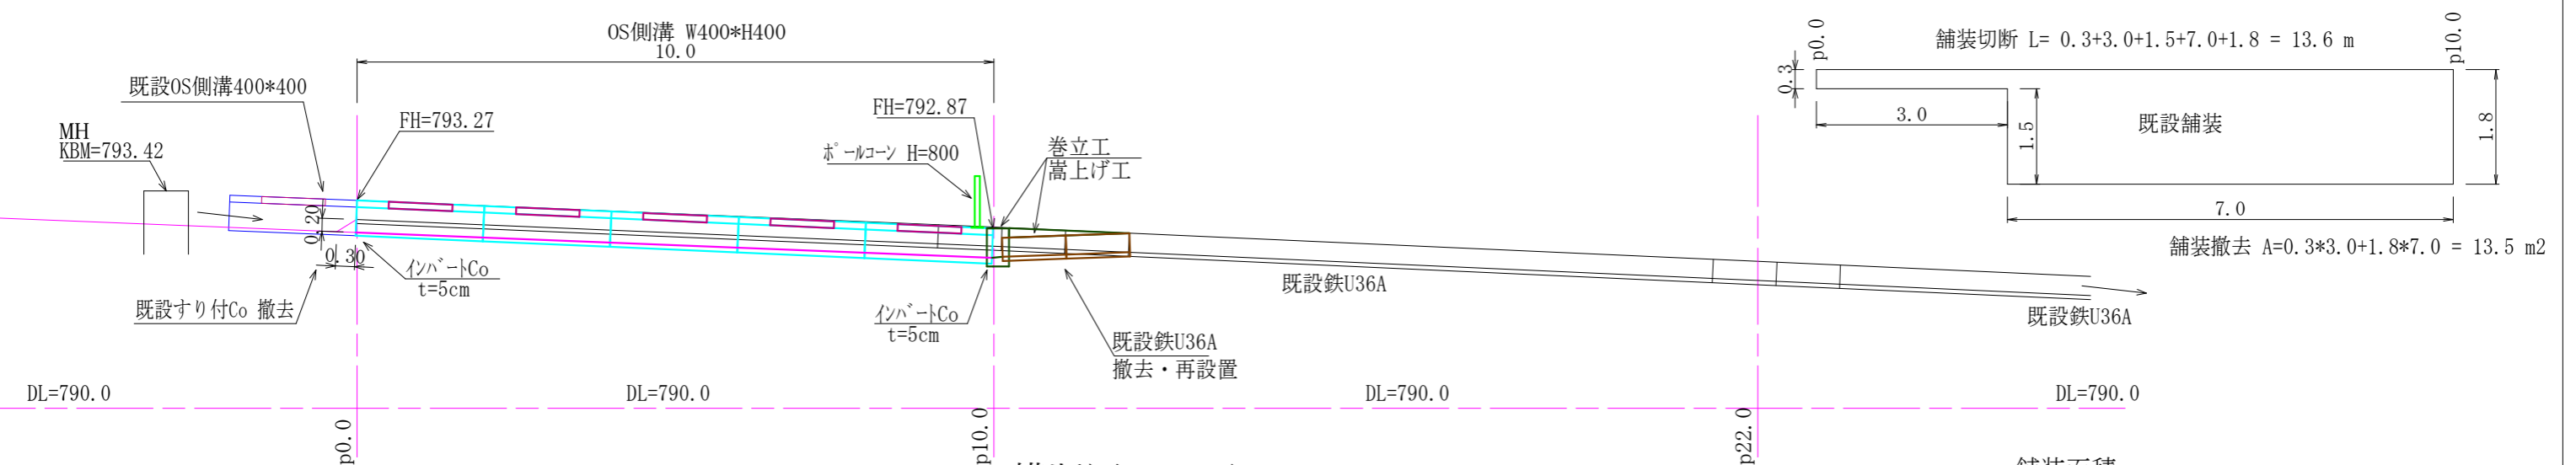 OS側溝 W400*H400
10.0
既設OS側溝400*400
MH
KBM=793.42
FH=793.27
FH=792.87
ポールコーン H=800
巻立工
嵩上げ工
0.20
0.30
インバートCo
t=5cm
既設すり付Co 撤去
インバートCo
t=5cm
既設鉄U36A
撤去・再設置
既設鉄U36A
既設鉄U36A
DL=790.0
DL=790.0
DL=790.0
DL=790.0
p0.0
p10.0
p22.0
舗装切断 L= 0.3+3.0+1.5+7.0+1.8 = 13.6 m
p0.0
p10.0
0.3
3.0
1.5
既設舗装
1.8
7.0
舗装撤去 A=0.3*3.0+1.8*7.0 = 13.5 m2
舗装面積